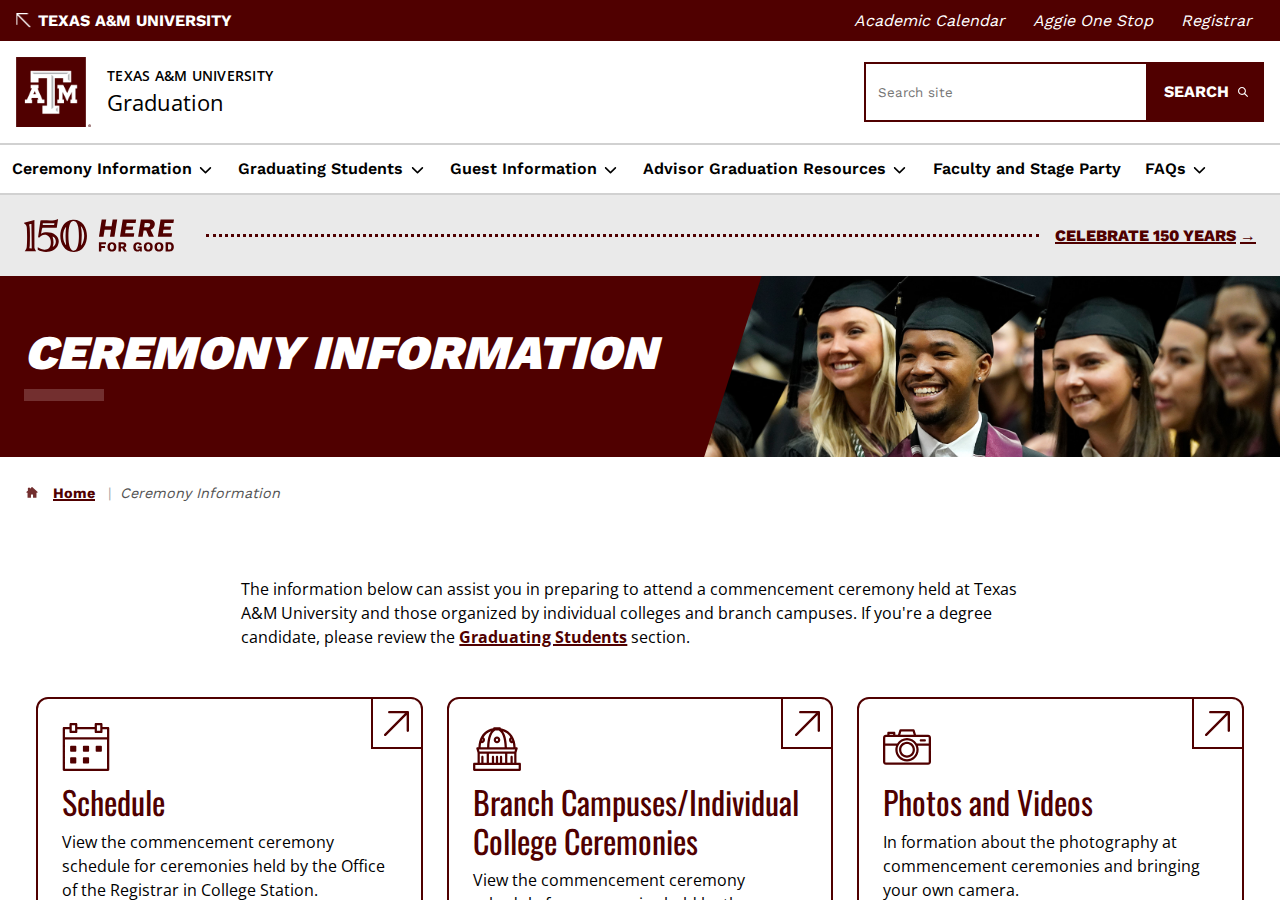 TEXAS A&M UNIVERSITY
Academic Calendar
Aggie One Stop
Registrar
ATM
TEXAS A&M UNIVERSITY
Graduation
Search site
SEARCH
Ceremony Information
Graduating Students
Guest Information
Advisor Graduation Resources
Faculty and Stage Party
FAQs
150 HERE
FOR GOOD
CELEBRATE 150 YEARS →
CEREMONY INFORMATION
Home | Ceremony Information
The information below can assist you in preparing to attend a commencement ceremony held at Texas
A&M University and those organized by individual colleges and branch campuses. If you're a degree
candidate, please review the Graduating Students section.
Schedule
View the commencement ceremony
schedule for ceremonies held by the Office
of the Registrar in College Station.
Branch Campuses/Individual
College Ceremonies
View the commencement ceremony
Photos and Videos
In formation about the photography at
commencement ceremonies and bringing
your own camera.